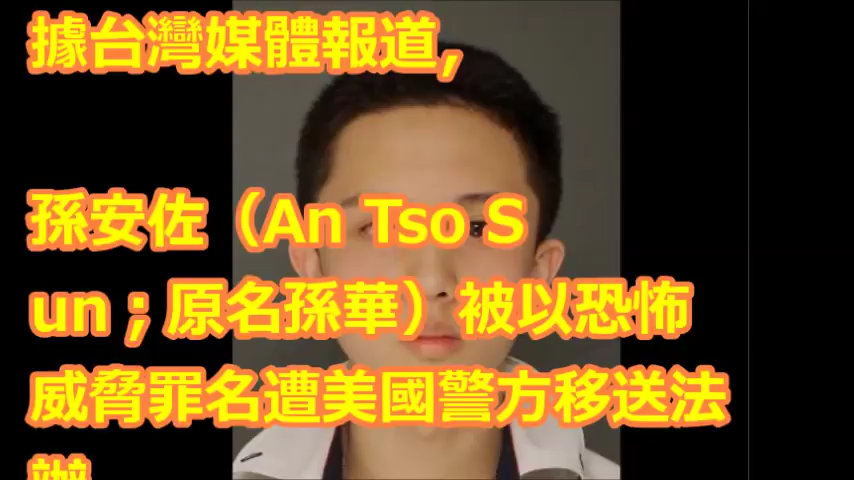 據台灣媒體報道,
孫安佐（An Tso S
un；原名孫華）被以恐怖
威脅罪名遭美國警方移送法
辦